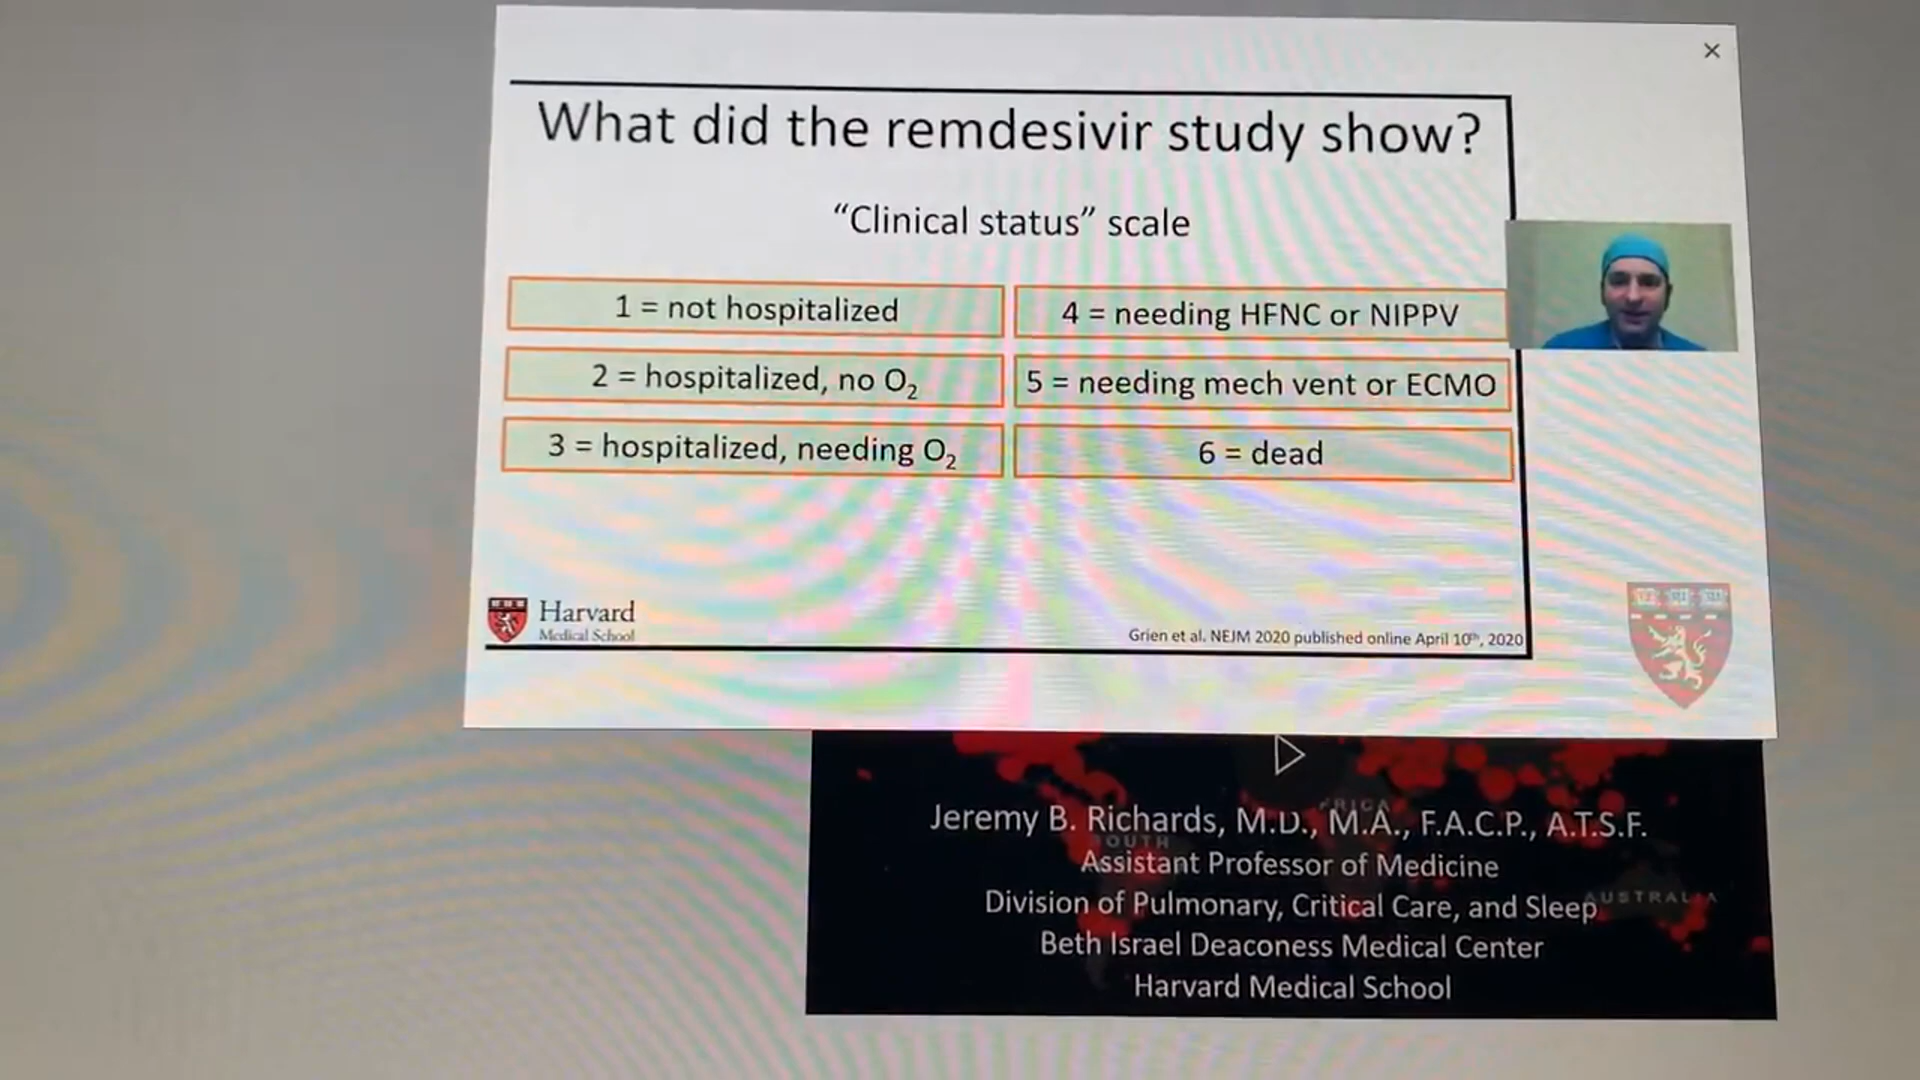 What did the remdesivir study show?
“Clinical status” scale
1 = not hospitalized
2 = hospitalized, no O₂
3 = hospitalized, needing O₂
4 = needing HFNC or NIPPV
5 = needing mech vent or ECMO
6 = dead
Harvard
Medical School
Grien et al. NEJM 2020 published online April 10th, 2020
Jeremy B. Richards, M.D., M.A., F.A.C.P., A.T.S.F.
SOUTH
Assistant Professor of Medicine
Division of Pulmonary, Critical Care, and Sleep
AUSTRALIA
Beth Israel Deaconess Medical Center
Harvard Medical School